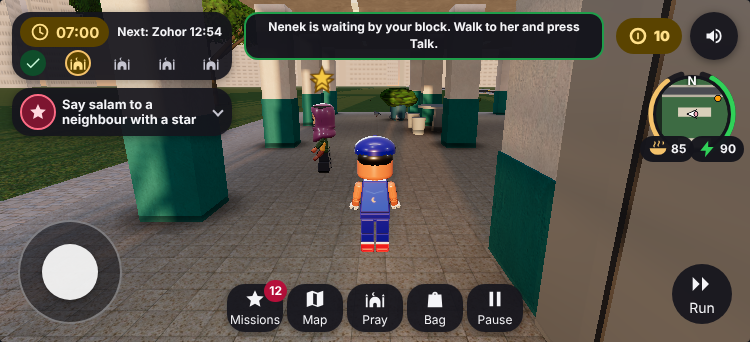 07:00
Next: Zohor 12:54
Say salam to a
neighbour with a star
Nenek is waiting by your block. Walk to her and press
Talk.
10
N
85
90
12
Missions
Map
Pray
Bag
Pause
Run